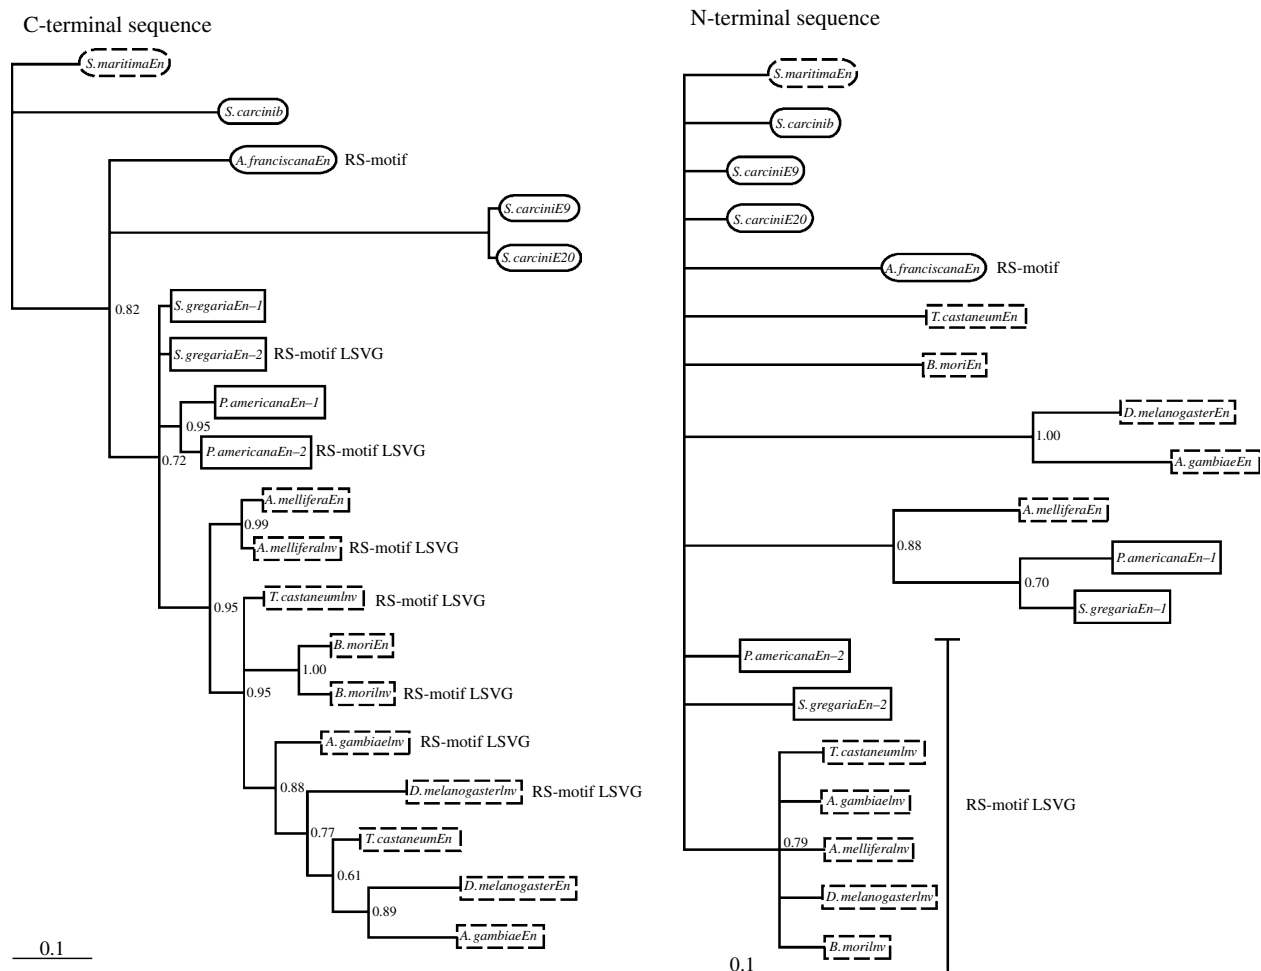 C-terminal sequence
S.maritimaEn
S.carcinib
A.franciscanaEn RS-motif
S.carciniE9
S.carciniE20
0.82
S.gregariaEn–1
S.gregariaEn–2 RS-motif LSVG
P.americanaEn–1
0.95
P.americanaEn–2 RS-motif LSVG
0.72
A.melliferaEn
0.99
A.melliferaInv RS-motif LSVG
T.castaneumInv RS-motif LSVG
0.95
B.moriEn
1.00
B.moriInv RS-motif LSVG
0.95
A.gambiaeInv RS-motif LSVG
0.88
D.melanogasterInv RS-motif LSVG
0.77
T.castaneumEn
0.61
D.melanogasterEn
0.89
A.gambiaeEn
0.1
N-terminal sequence
S.maritimaEn
S.carcinib
S.carciniE9
S.carciniE20
A.franciscanaEn RS-motif
T.castaneumEn
B.moriEn
D.melanogasterEn
1.00
A.gambiaeEn
A.melliferaEn
0.88
P.americanaEn–1
0.70
S.gregariaEn–1
P.americanaEn–2
S.gregariaEn–2
T.castaneumInv
A.gambiaeInv
RS-motif LSVG
0.79
A.melliferaInv
D.melanogasterInv
B.moriInv
0.1